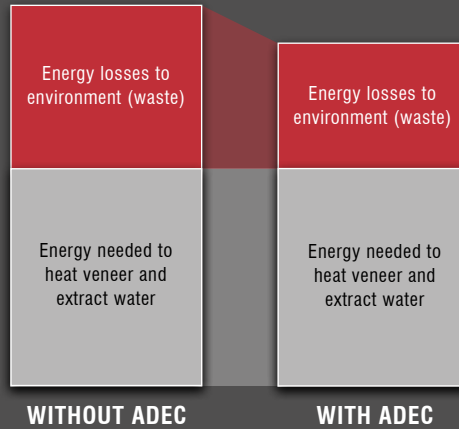 Energy losses to
environment (waste)
Energy needed to
heat veneer and
extract water
WITHOUT ADEC
Energy losses to
environment (waste)
Energy needed to
heat veneer and
extract water
WITH ADEC